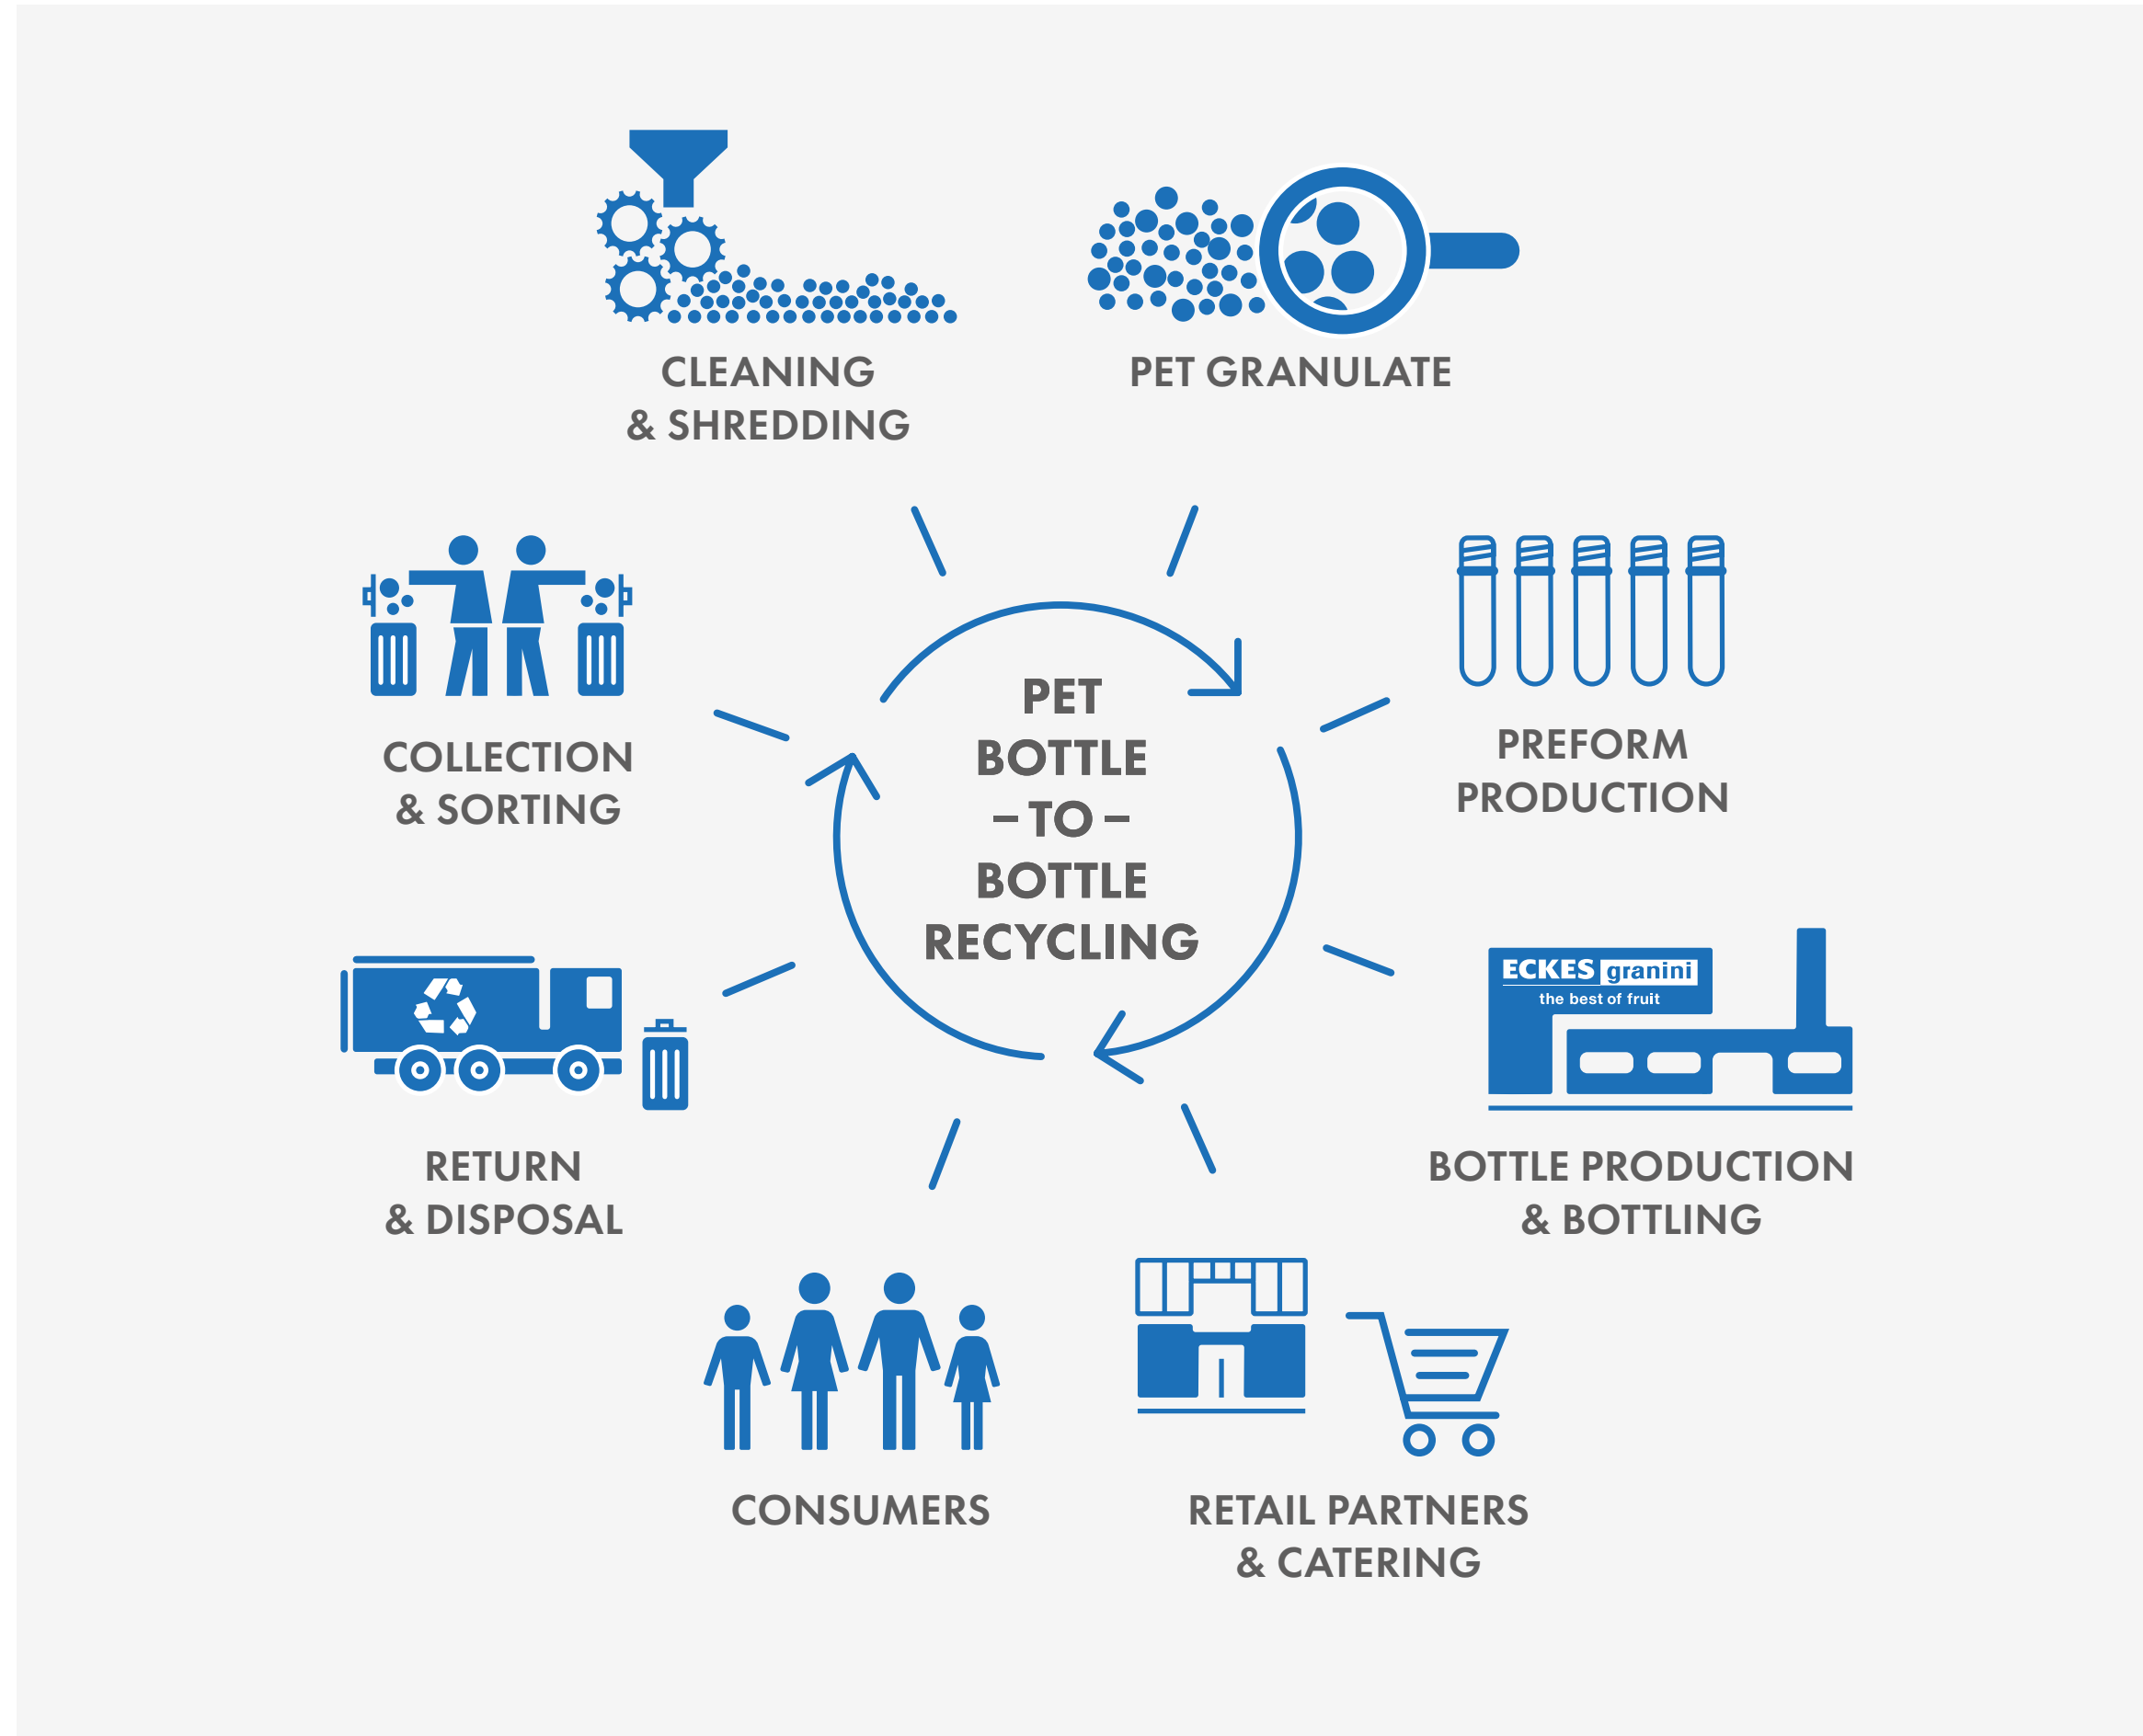 CLEANING
& SHREDDING
PET GRANULATE
COLLECTION
& SORTING
PET
BOTTLE
– TO –
BOTTLE
RECYCLING
PREFORM
PRODUCTION
RETURN
& DISPOSAL
ECKES granini
the best of fruit
BOTTLE PRODUCTION
& BOTTLING
CONSUMERS
RETAIL PARTNERS
& CATERING